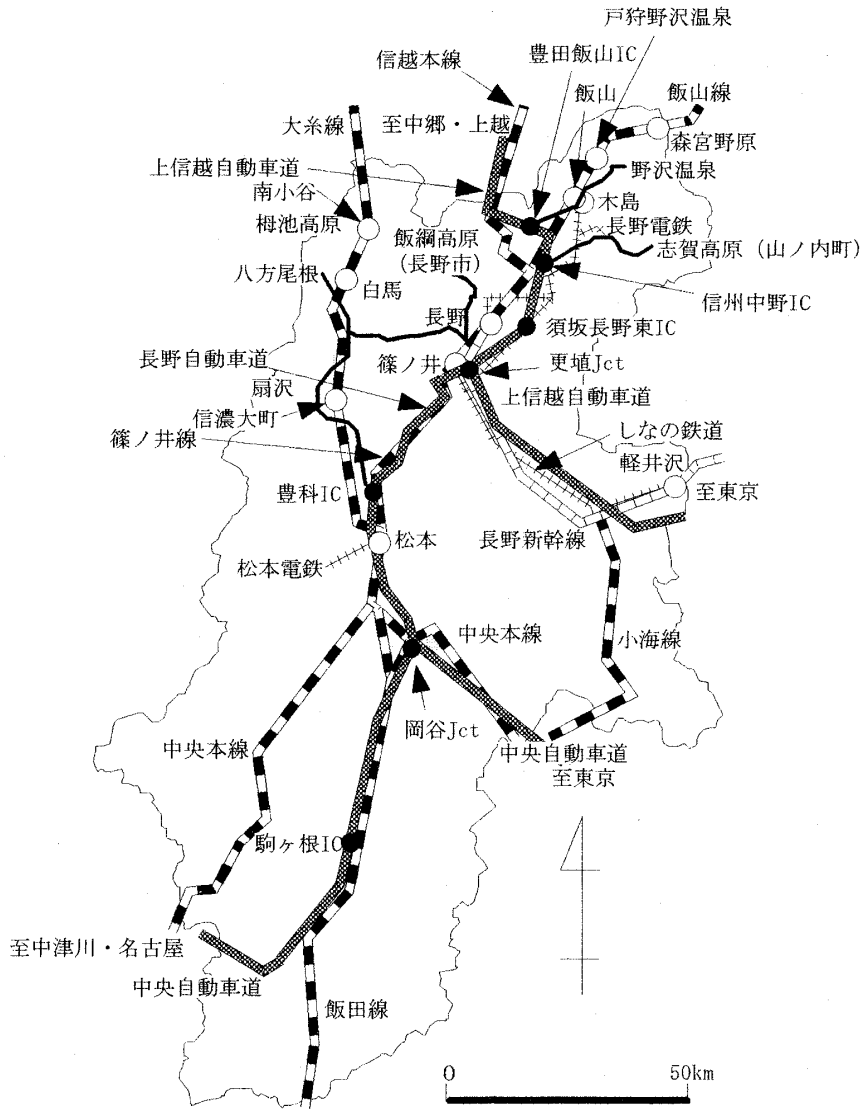 戸狩野沢温泉
豊田飯山IC
信越本線
飯山
飯山線
大糸線
至中郷・上越
森宮野原
上信越自動車道
野沢温泉
南小谷
木島
栂池高原
長野電鉄
飯綱高原
(長野市)
志賀高原（山ノ内町）
八方尾根
白馬
信州中野IC
長野
須坂長野東IC
長野自動車道
篠ノ井
更埴Jct
扇沢
上信越自動車道
信濃大町
しなの鉄道
篠ノ井線
軽井沢
豊科IC
至東京
松本
長野新幹線
松本電鉄
中央本線
小海線
岡谷Jct
中央本線
中央自動車道
至東京
駒ヶ根IC
至中津川・名古屋
中央自動車道
飯田線
0 50km